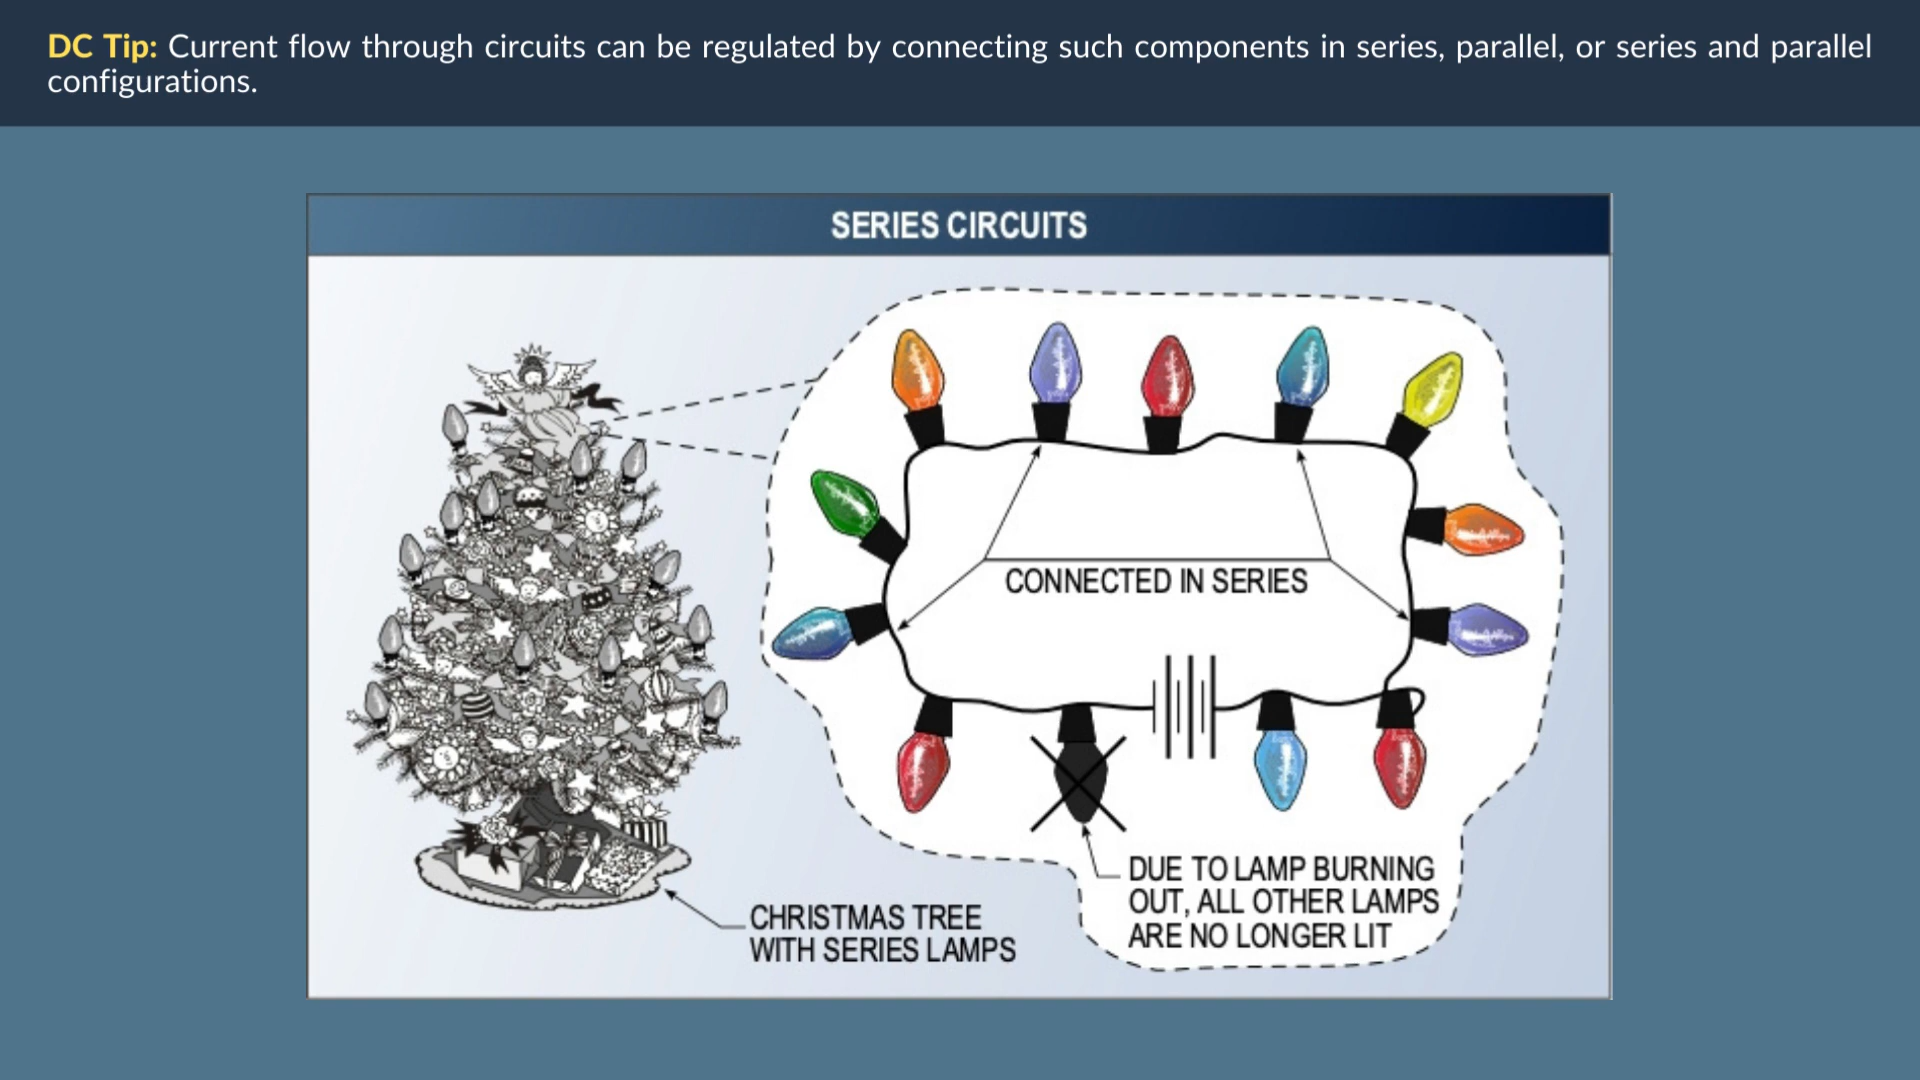 DC Tip: Current flow through circuits can be regulated by connecting such components in series, parallel, or series and parallel
configurations.
SERIES CIRCUITS
CONNECTED IN SERIES
DUE TO LAMP BURNING
OUT, ALL OTHER LAMPS
ARE NO LONGER LIT
CHRISTMAS TREE
WITH SERIES LAMPS